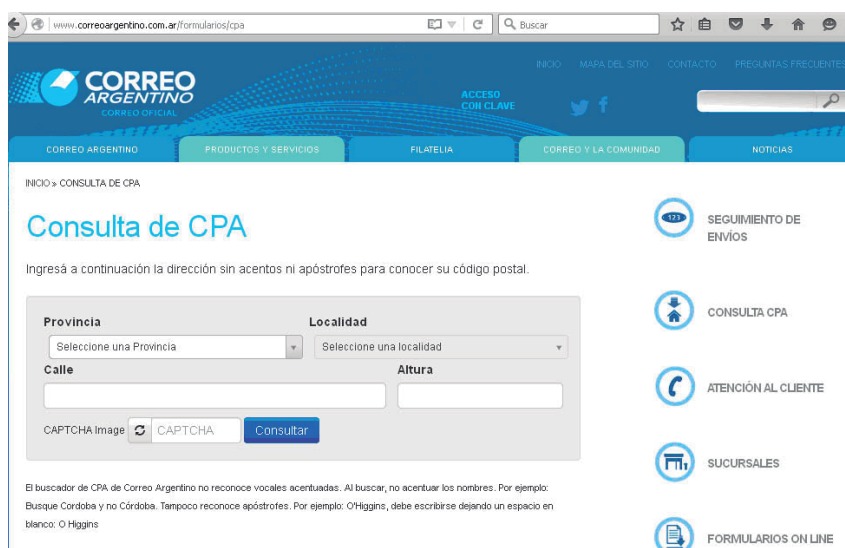 www.correoargentino.com.ar/formularios/cpa
Buscar
INICIO MAPA DEL SITIO CONTACTO PREGUNTAS FRECUENTES
CORREO
ARGENTINO
CORREO OFICIAL
ACCESO
CON CLAVE
CORREO ARGENTINO PRODUCTOS Y SERVICIOS FILATELIA CORREO Y LA COMUNIDAD NOTICIAS
INICIO » CONSULTA DE CPA
Consulta de CPA
Ingresá a continuación la dirección sin acentos ni apóstrofes para conocer su código postal.
Provincia Localidad
Seleccione una Provincia Seleccione una localidad
Calle Altura
CAPTCHA Image CAPTCHA Consultar
El buscador de CPA de Correo Argentino no reconoce vocales acentuadas. Al buscar, no acentuar los nombres. Por ejemplo:
Busque Cordoba y no Córdoba. Tampoco reconoce apóstrofes. Por ejemplo: O'Higgins, debe escribirse dejando un espacio en
blanco: O Higgins
123
SEGUIMIENTO DE
ENVÍOS
CONSULTA CPA
ATENCIÓN AL CLIENTE
SUCURSALES
FORMULARIOS ON LINE